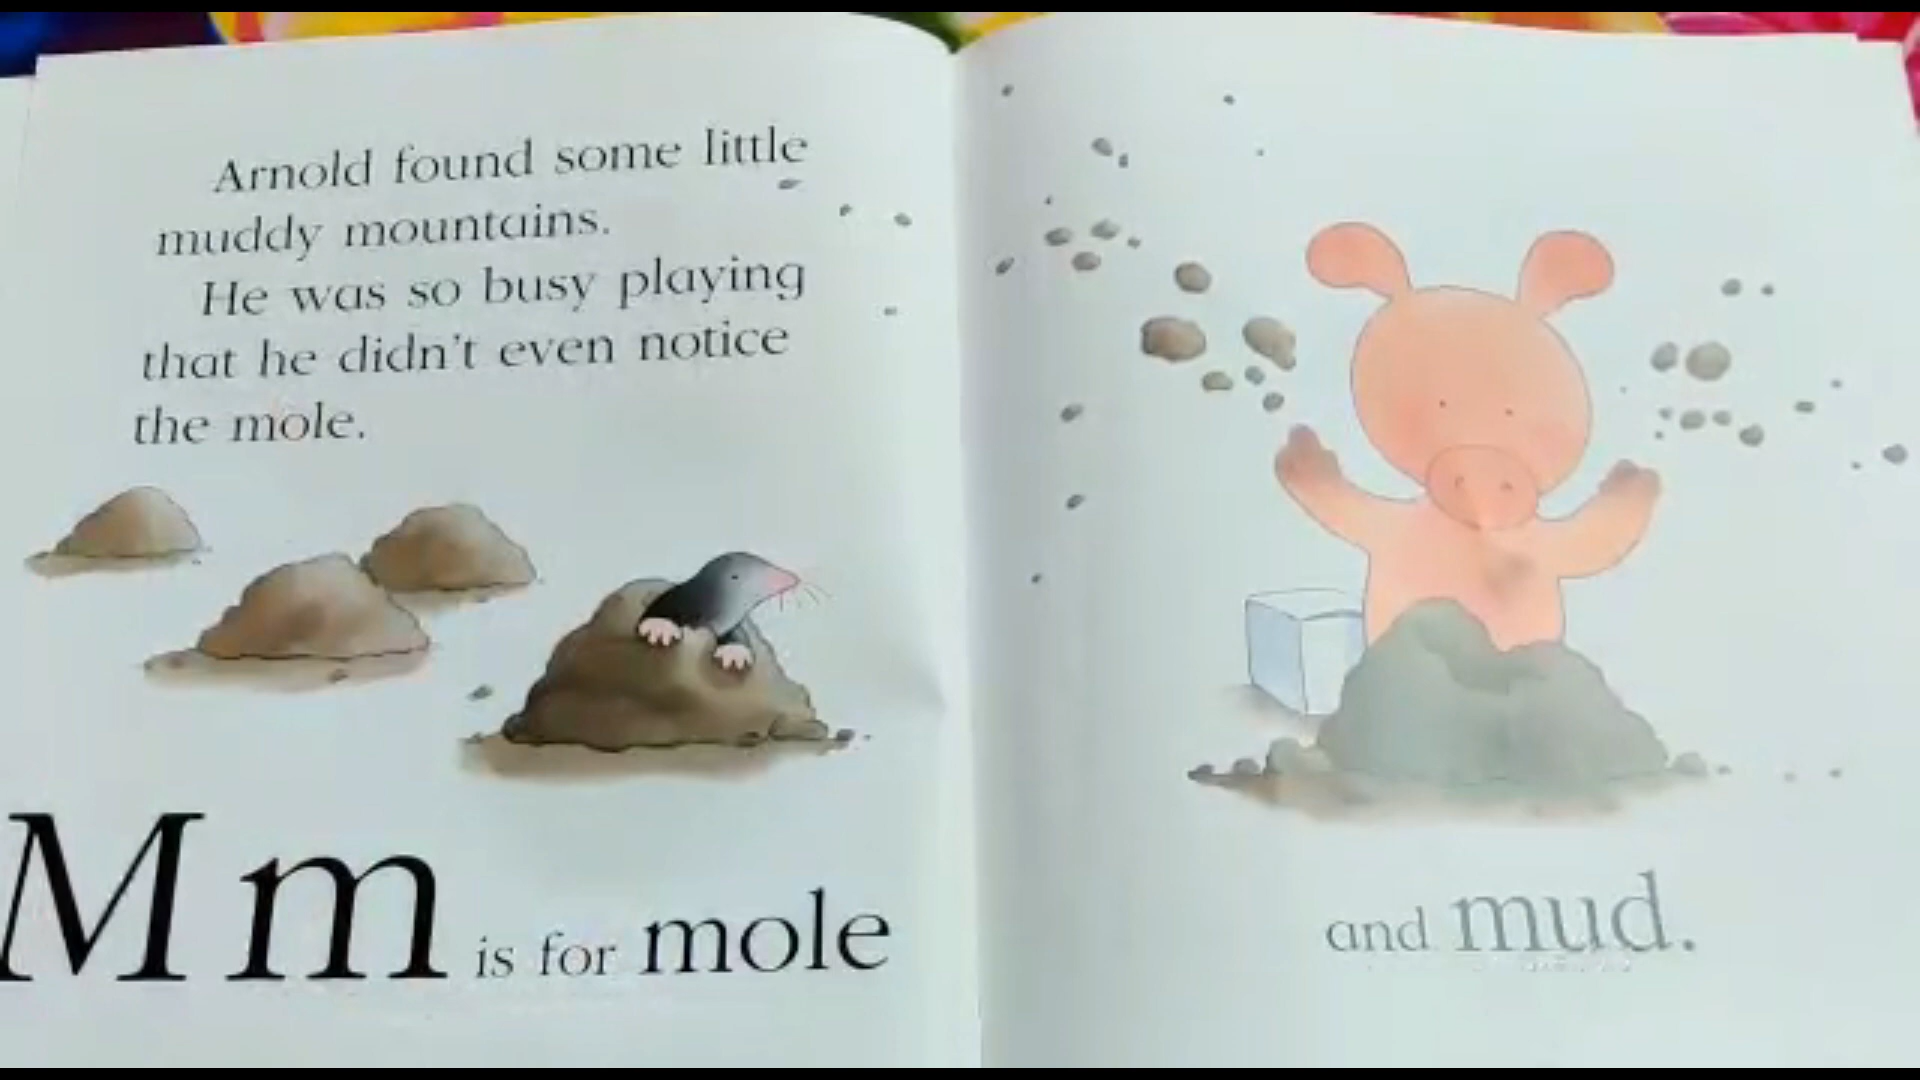 Arnold found some little
muddy mountains.
He was so busy playing
that he didn't even notice
the mole.
M m is for mole
and mud.